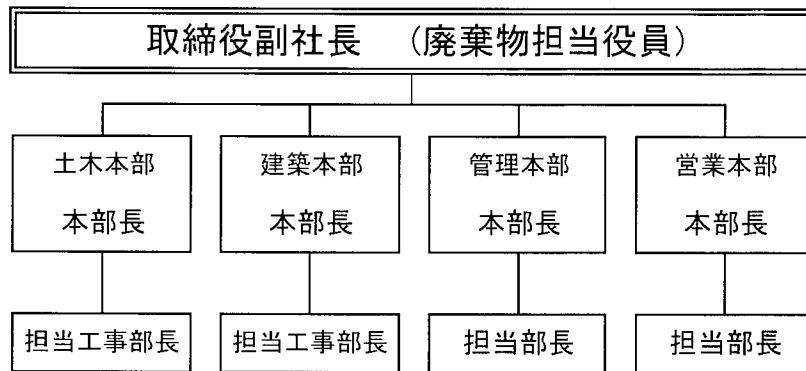 取締役副社長 (廃棄物担当役員)
土木本部
本部長
建築本部
本部長
管理本部
本部長
営業本部
本部長
担当工事部長
担当工事部長
担当部長
担当部長